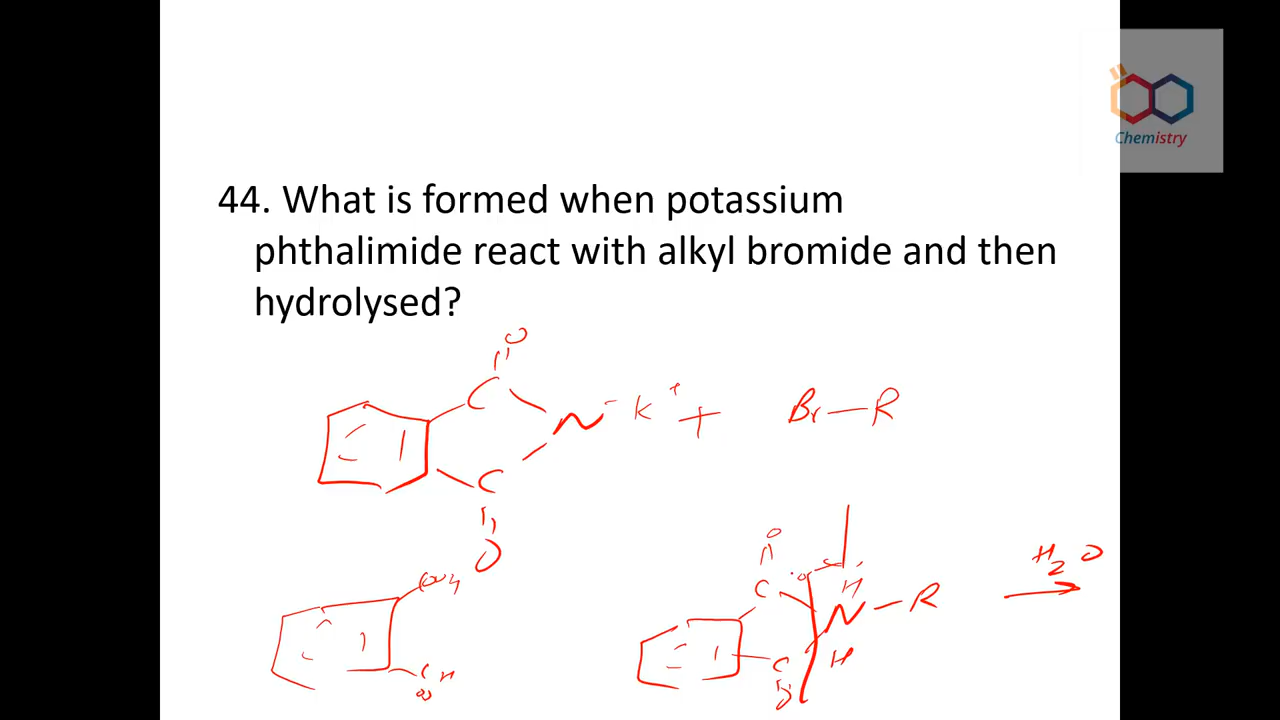 Chemistry
44. What is formed when potassium
phthalimide react with alkyl bromide and then
hydrolysed?
O
C
N⁻ K⁺ + Br—R
C
O
O
C H
N—R
H₂O
C H